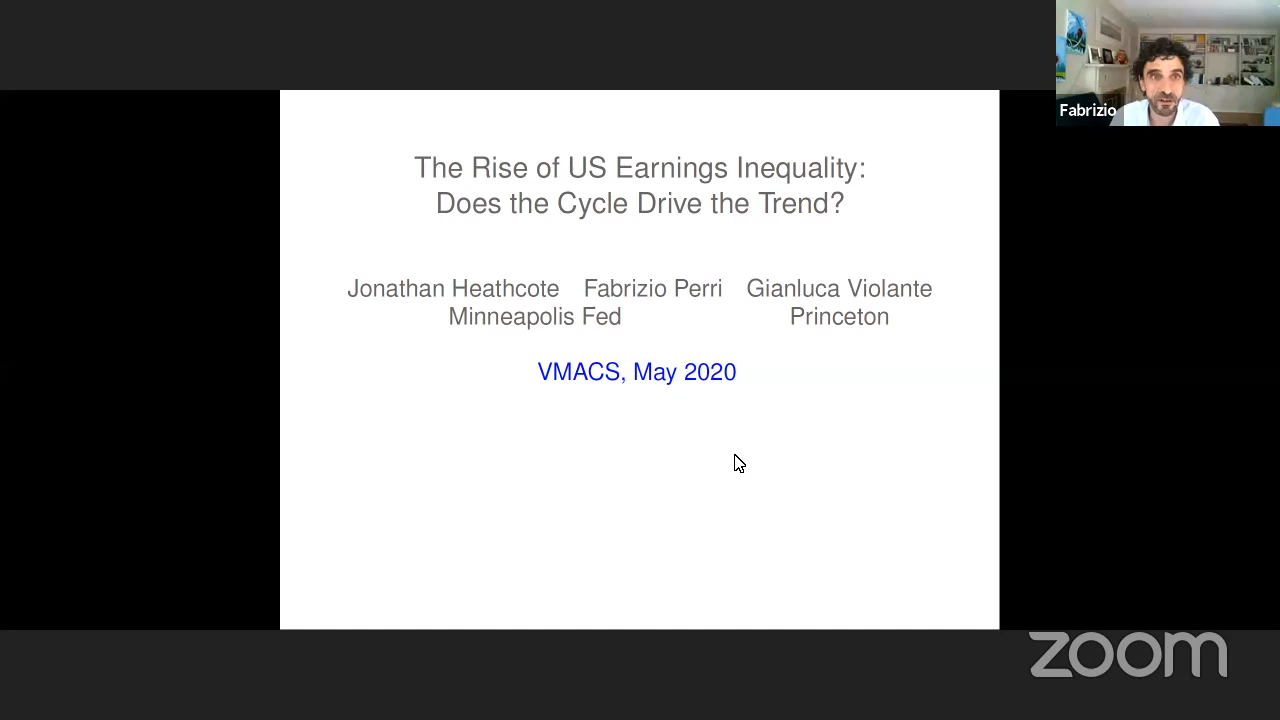 Fabrizio
The Rise of US Earnings Inequality:
Does the Cycle Drive the Trend?
Jonathan Heathcote Fabrizio Perri Gianluca Violante
Minneapolis Fed Princeton
VMACS, May 2020
zoom